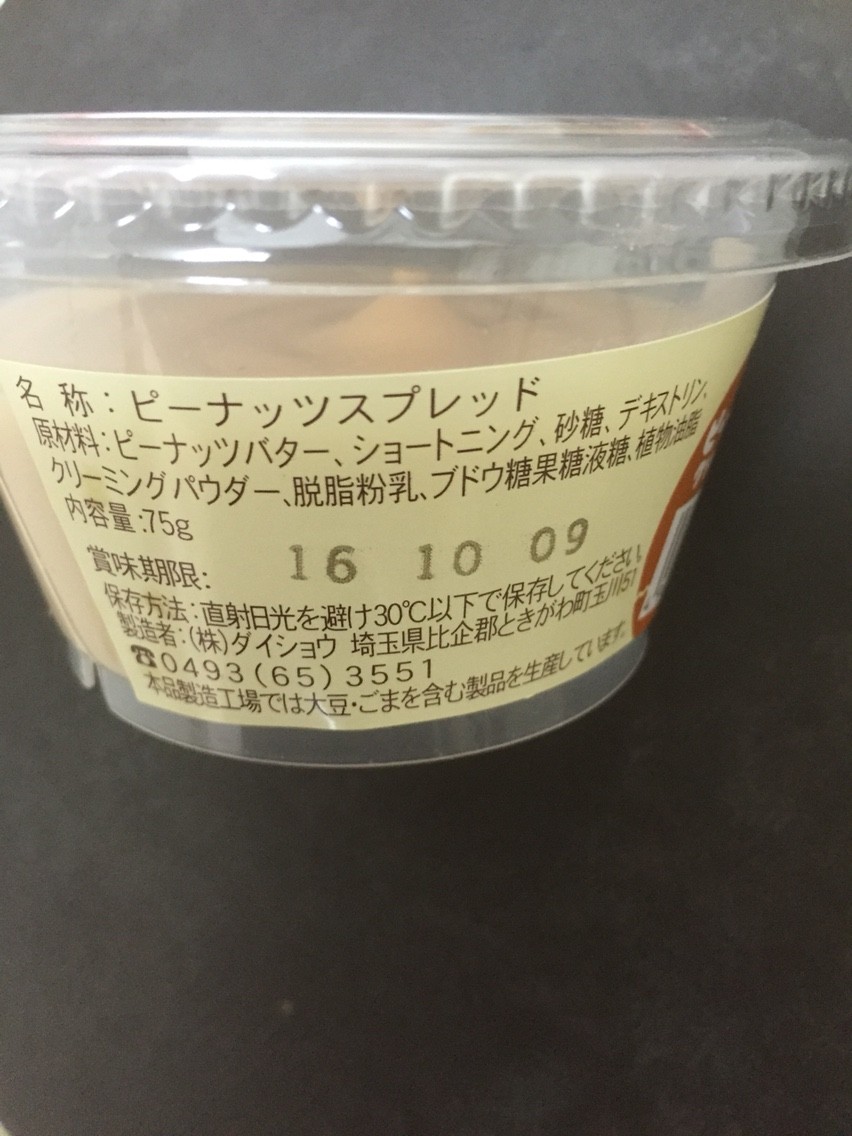 名 称:ピーナッツスプレッド
原材料:ピーナッツバター、ショートニング、砂糖、デキストリン、
クリーミングパウダー、脱脂粉乳、ブドウ糖果糖液糖、植物油脂
内容量:75g
賞味期限: 16 10 09
保存方法:直射日光を避け30℃以下で保存してください。
製造者:(株)ダイショウ 埼玉県比企郡ときがわ町玉川51
☎0493(65)3551
本品製造工場では大豆・ごまを含む製品を生産しています。